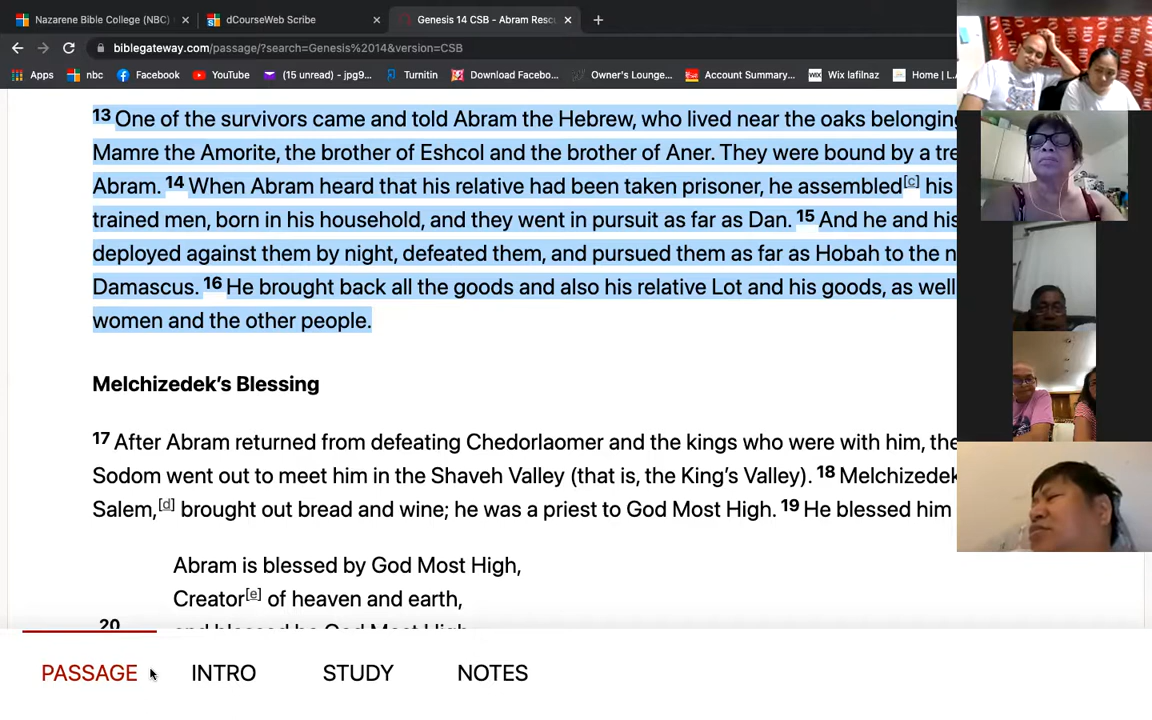 Nazarene Bible College (NBC)
dCourseWeb Scribe
Genesis 14 CSB - Abram Resc
biblegateway.com/passage/?search=Genesis%2014&version=CSB
Apps
nbc
Facebook
YouTube
(15 unread) - jpg9...
Turnitin
Download Facebo...
Owner's Lounge...
Account Summary...
WIX Wix lafilnaz
Home | L.A
13 One of the survivors came and told Abram the Hebrew, who lived near the oaks belonging
Mamre the Amorite, the brother of Eshcol and the brother of Aner. They were bound by a tre
Abram. 14 When Abram heard that his relative had been taken prisoner, he assembled[c] his
trained men, born in his household, and they went in pursuit as far as Dan. 15 And he and his
deployed against them by night, defeated them, and pursued them as far as Hobah to the n
Damascus. 16 He brought back all the goods and also his relative Lot and his goods, as well
women and the other people.
Melchizedek's Blessing
17 After Abram returned from defeating Chedorlaomer and the kings who were with him, the
Sodom went out to meet him in the Shaveh Valley (that is, the King's Valley). 18 Melchizedek
Salem,[d] brought out bread and wine; he was a priest to God Most High. 19 He blessed him
Abram is blessed by God Most High,
Creator[e] of heaven and earth,
20 and blessed be God Most High
PASSAGE
INTRO
STUDY
NOTES